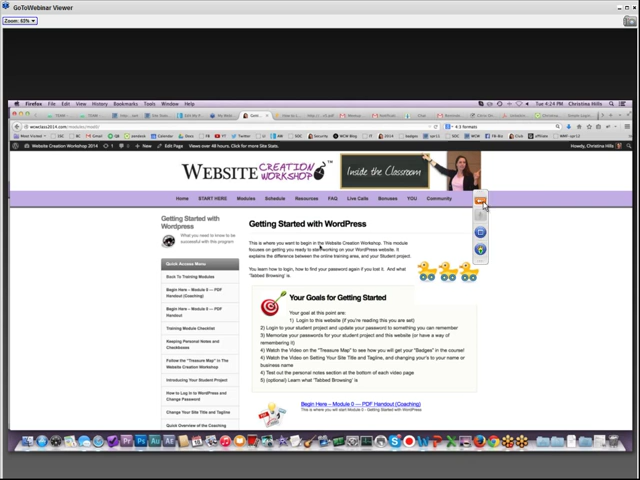 GoToWebinar Viewer
Zoom: 83%
Firefox File Edit View History Bookmarks Tools Window Help
Tue 4:24 PM Christina Hills
4:3 formats
Website Creation Workshop 2014
New Edit Page Views over 48 hours. Click for more Site Stats.
Howdy, Christina Hills
WEBSITE CREATION WORKSHOP
Inside the Classroom
Home START HERE Modules Schedule Resources FAQ Live Calls Bonuses YOU Community
Getting Started with Wordpress
What you need to know to be successful with this program
Quick Access Menu
Back To Training Modules
Begin Here – Module 0 — PDF Handout (Coaching)
Begin Here – Module 0 — PDF Handout
Training Module Checklist
Keeping Personal Notes and Checkboxes
Follow the "Treasure Map" in The Website Creation Workshop
Introducing Your Student Project
How to Log In to WordPress and Change Password
Change Your Site Title and Tagline
Quick Overview of the Coaching
Getting Started with WordPress
This is where you want to begin in the Website Creation Workshop. This module
focuses on getting you ready to start working on your WordPress website. It
explains the difference between the online training area, and your Student project.
You learn how to login, how to find your password again if you lost it. And what
'Tabbed Browsing' is.
Your Goals for Getting Started
Your goal at this point are:
1) Login to this website (if you're reading this you are set)
2) Login to your student project and update your password to something you can remember
3) Memorize your passwords for your student project and this website (or have a way of
remembering it)
4) Watch the Video on the "Treasure Map" to see how you will get your "Badges" in the course!
4) Watch the Video on Setting Your Site Title and Tagline, and changing your's to your name or
business name
4) Test out the personal notes section at the bottom of each video page
5) (optional) Learn what 'Tabbed Browsing' is
Begin Here – Module 0 — PDF Handout (Coaching)
This is where you will start Module 0 - Getting Started with WordPress